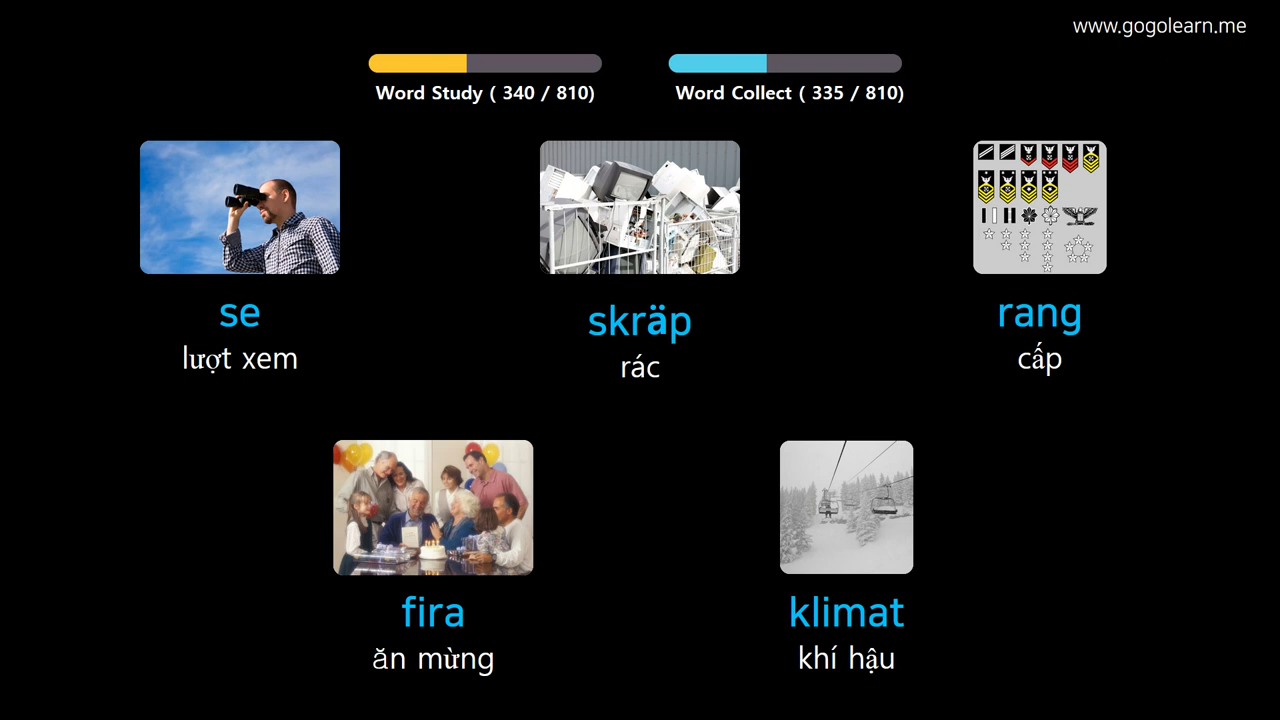 www.gogolearn.me
Word Study ( 340 / 810)
Word Collect ( 335 / 810)
se
lượt xem
skräp
rác
rang
cấp
fira
ăn mừng
klimat
khí hậu